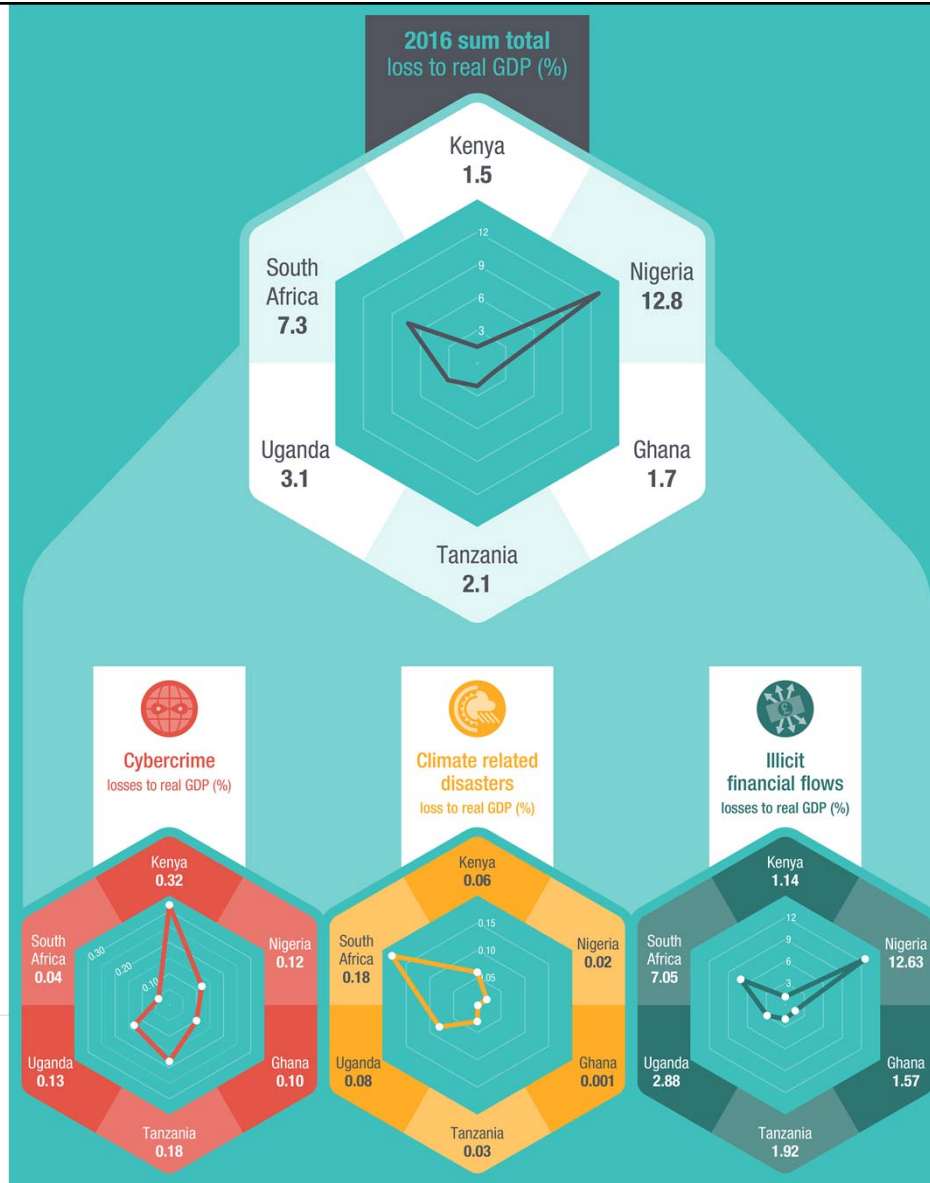 2016 sum total
loss to real GDP (%)
Kenya
1.5
South
Africa
7.3
Nigeria
12.8
12
9
6
3
Uganda
3.1
Ghana
1.7
Tanzania
2.1
Cybercrime
losses to real GDP (%)
Kenya
0.32
South
Africa
0.04
Nigeria
0.12
0.30
0.20
0.10
Uganda
0.13
Ghana
0.10
Tanzania
0.18
Climate related
disasters
loss to real GDP (%)
Kenya
0.06
South
Africa
0.18
Nigeria
0.02
0.15
0.10
0.05
Uganda
0.08
Ghana
0.001
Tanzania
0.03
£
Illicit
financial flows
losses to real GDP (%)
Kenya
1.14
South
Africa
7.05
Nigeria
12.63
12
9
6
3
Uganda
2.88
Ghana
1.57
Tanzania
1.92